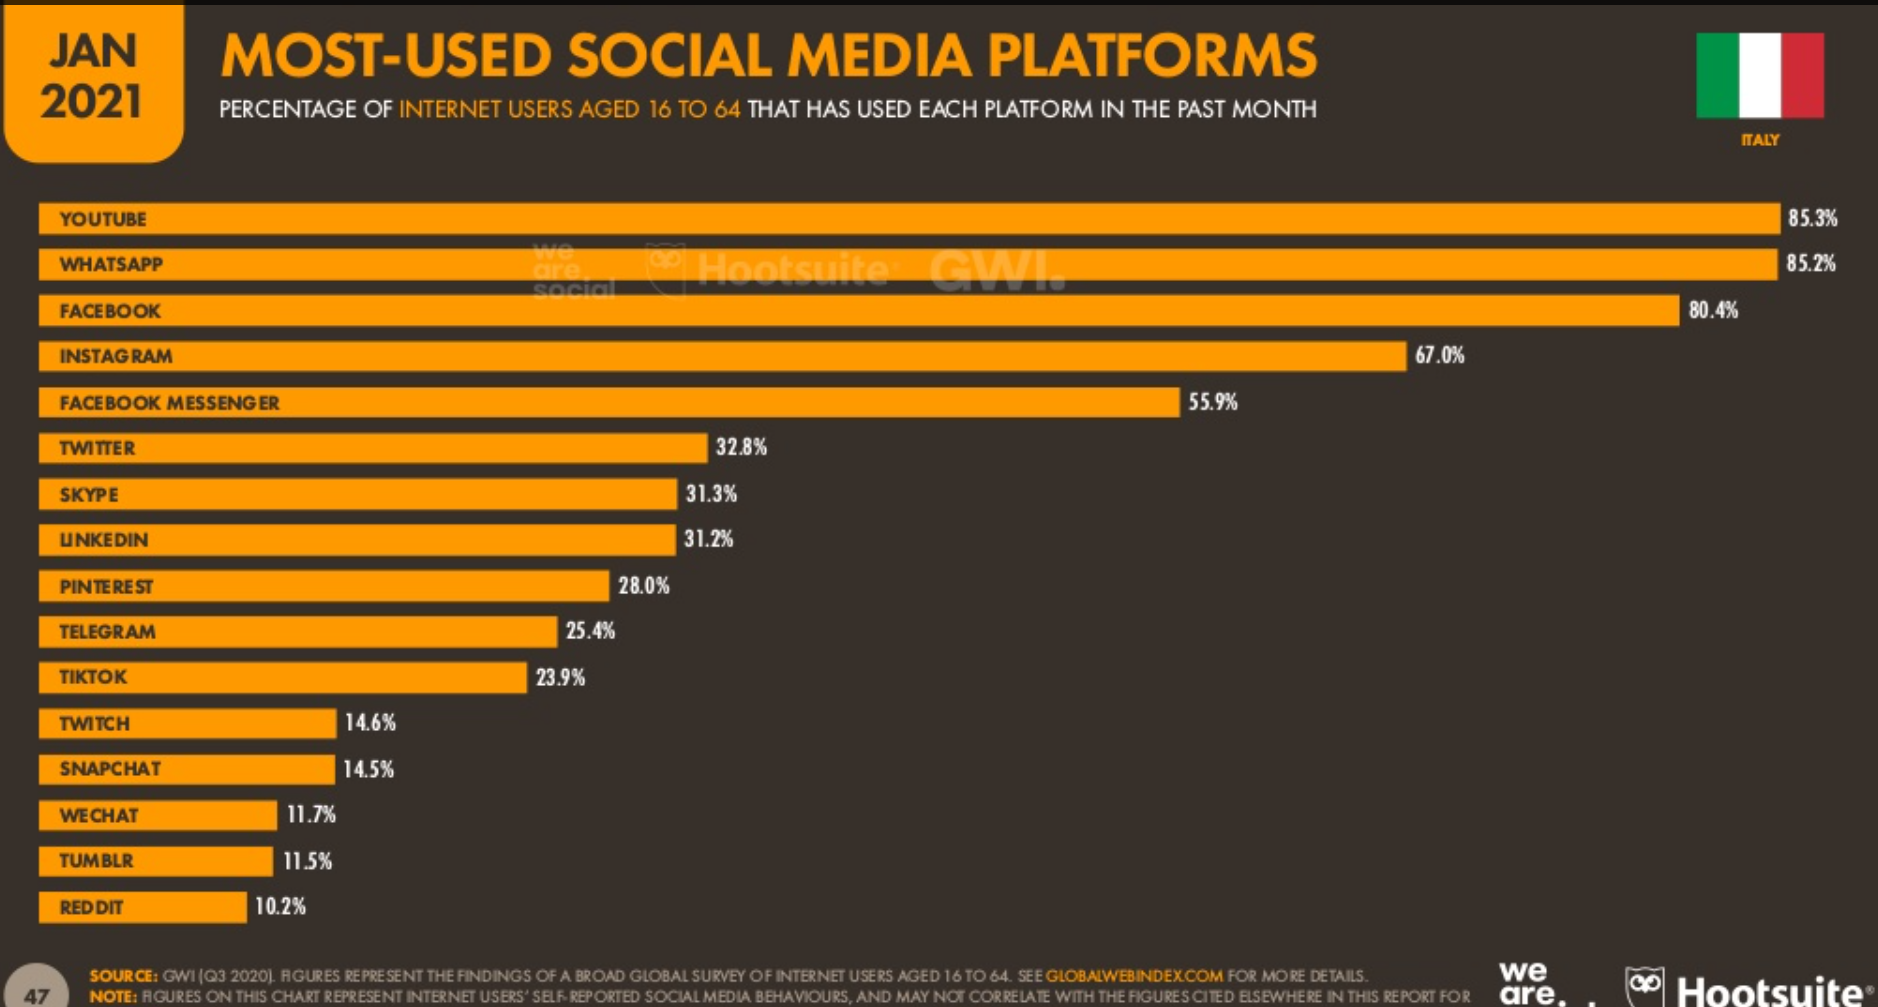 JAN
2021
MOST-USED SOCIAL MEDIA PLATFORMS
PERCENTAGE OF INTERNET USERS AGED 16 TO 64 THAT HAS USED EACH PLATFORM IN THE PAST MONTH
ITALY
YOUTUBE 85.3%
WHATSAPP 85.2%
we
are.
social
Hootsuite
GWI.
FACEBOOK 80.4%
INSTAGRAM 67.0%
FACEBOOK MESSENGER 55.9%
TWITTER 32.8%
SKYPE 31.3%
LINKEDIN 31.2%
PINTEREST 28.0%
TELEGRAM 25.4%
TIKTOK 23.9%
TWITCH 14.6%
SNAPCHAT 14.5%
WECHAT 11.7%
TUMBLR 11.5%
REDDIT 10.2%
47
SOURCE: GWI (Q3 2020). FIGURES REPRESENT THE FINDINGS OF A BROAD GLOBAL SURVEY OF INTERNET USERS AGED 16 TO 64. SEE GLOBALWEBINDEX.COM FOR MORE DETAILS.
NOTE: FIGURES ON THIS CHART REPRESENT INTERNET USERS' SELF-REPORTED SOCIAL MEDIA BEHAVIOURS, AND MAY NOT CORRELATE WITH THE FIGURES CITED ELSEWHERE IN THIS REPORT FOR
we
are.
Hootsuite®